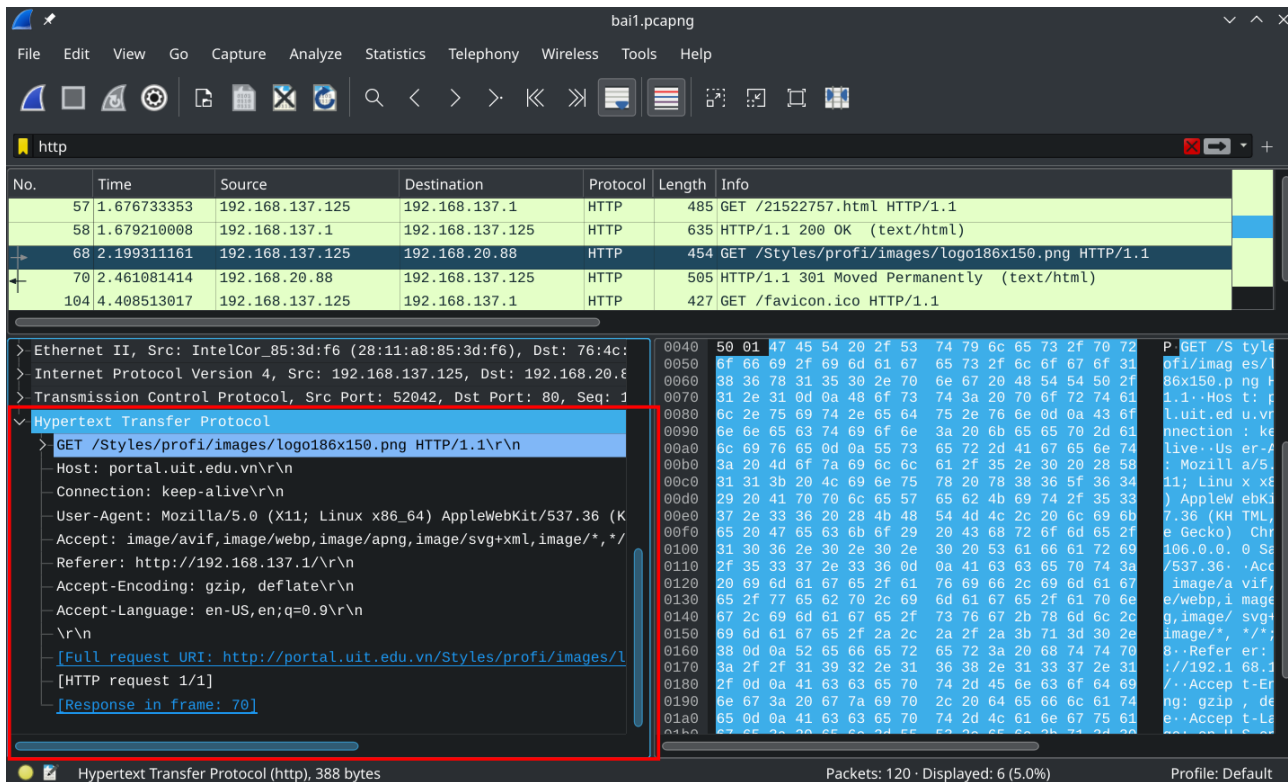 bai1.pcapng
File Edit View Go Capture Analyze Statistics Telephony Wireless Tools Help
http
No. Time Source Destination Protocol Length Info
57 1.676733353 192.168.137.125 192.168.137.1 HTTP 485 GET /21522757.html HTTP/1.1
58 1.679210008 192.168.137.1 192.168.137.125 HTTP 635 HTTP/1.1 200 OK (text/html)
68 2.199311161 192.168.137.125 192.168.20.88 HTTP 454 GET /Styles/profi/images/logo186x150.png HTTP/1.1
70 2.461081414 192.168.20.88 192.168.137.125 HTTP 505 HTTP/1.1 301 Moved Permanently (text/html)
104 4.408513017 192.168.137.125 192.168.137.1 HTTP 427 GET /favicon.ico HTTP/1.1
Ethernet II, Src: IntelCor_85:3d:f6 (28:11:a8:85:3d:f6), Dst: 76:4c:
Internet Protocol Version 4, Src: 192.168.137.125, Dst: 192.168.20.8
Transmission Control Protocol, Src Port: 52042, Dst Port: 80, Seq: 1
Hypertext Transfer Protocol
GET /Styles/profi/images/logo186x150.png HTTP/1.1\r\n
Host: portal.uit.edu.vn\r\n
Connection: keep-alive\r\n
User-Agent: Mozilla/5.0 (X11; Linux x86_64) AppleWebKit/537.36 (K
Accept: image/avif,image/webp,image/apng,image/svg+xml,image/*,*/
Referer: http://192.168.137.1/\r\n
Accept-Encoding: gzip, deflate\r\n
Accept-Language: en-US,en;q=0.9\r\n
\r\n
[Full request URI: http://portal.uit.edu.vn/Styles/profi/images/l
[HTTP request 1/1]
[Response in frame: 70]
0040 50 01 47 45 54 20 2f 53 74 79 6c 65 73 2f 70 72 P·GET /S tyle
0050 6f 66 69 2f 69 6d 61 67 65 73 2f 6c 6f 67 6f 31 ofi/imag es/l
0060 38 36 78 31 35 30 2e 70 6e 67 20 48 54 54 50 2f 86x150.p ng H
0070 31 2e 31 0d 0a 48 6f 73 74 3a 20 70 6f 72 74 61 1.1··Hos t: p
0080 6c 2e 75 69 74 2e 65 64 75 2e 76 6e 0d 0a 43 6f l.uit.ed u.vn
0090 6e 6e 65 63 74 69 6f 6e 3a 20 6b 65 65 70 2d 61 nnection : ke
00a0 6c 69 76 65 0d 0a 55 73 65 72 2d 41 67 65 6e 74 live··Us er-A
00b0 3a 20 4d 6f 7a 69 6c 6c 61 2f 35 2e 30 20 28 58 : Mozill a/5.
00c0 31 31 3b 20 4c 69 6e 75 78 20 78 38 36 5f 36 34 11; Linu x x8
00d0 29 20 41 70 70 6c 65 57 65 62 4b 69 74 2f 35 33 ) AppleW ebKi
00e0 37 2e 33 36 20 28 4b 48 54 4d 4c 2c 20 6c 69 6b 7.36 (KH TML,
00f0 65 20 47 65 63 6b 6f 29 20 43 68 72 6f 6d 65 2f e Gecko) Chr
0100 31 30 36 2e 30 2e 30 2e 30 20 53 61 66 61 72 69 106.0.0. 0 Sa
0110 2f 35 33 37 2e 33 36 0d 0a 41 63 63 65 70 74 3a /537.36· ·Acc
0120 20 69 6d 61 67 65 2f 61 76 69 66 2c 69 6d 61 67 image/a vif,
0130 65 2f 77 65 62 70 2c 69 6d 61 67 65 2f 61 70 6e e/webp,i mage
0140 67 2c 69 6d 61 67 65 2f 73 76 67 2b 78 6d 6c 2c g,image/ svg+
0150 69 6d 61 67 65 2f 2a 2c 2a 2f 2a 3b 71 3d 30 2e image/*, */*;
0160 38 0d 0a 52 65 66 65 72 65 72 3a 20 68 74 74 70 8··Refer er:
0170 3a 2f 2f 31 39 32 2e 31 36 38 2e 31 33 37 2e 31 ://192.1 68.1
0180 2f 0d 0a 41 63 63 65 70 74 2d 45 6e 63 6f 64 69 /··Accep t-En
0190 6e 67 3a 20 67 7a 69 70 2c 20 64 65 66 6c 61 74 ng: gzip , de
01a0 65 0d 0a 41 63 63 65 70 74 2d 4c 61 6e 67 75 61 e··Accep t-La
Hypertext Transfer Protocol (http), 388 bytes
Packets: 120 · Displayed: 6 (5.0%)
Profile: Default